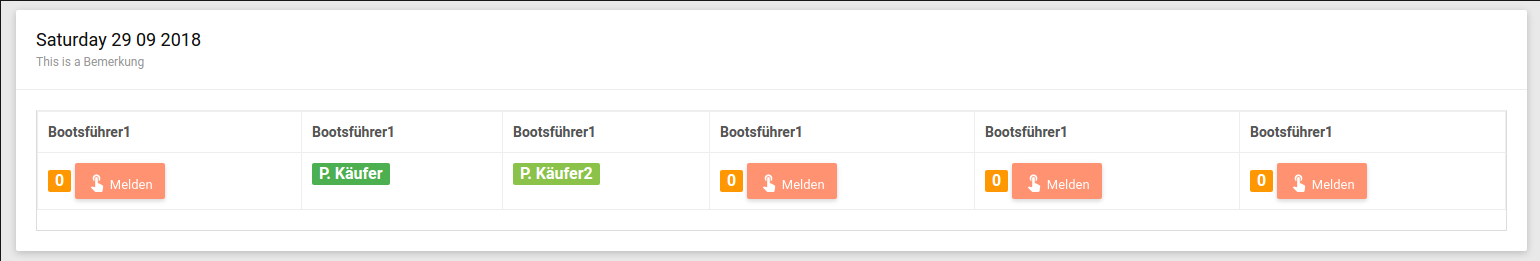 Saturday 29 09 2018
This is a Bemerkung
Bootsführer1 Bootsführer1 Bootsführer1 Bootsführer1 Bootsführer1 Bootsführer1
0 Melden P. Käufer P. Käufer2 0 Melden 0 Melden 0 Melden